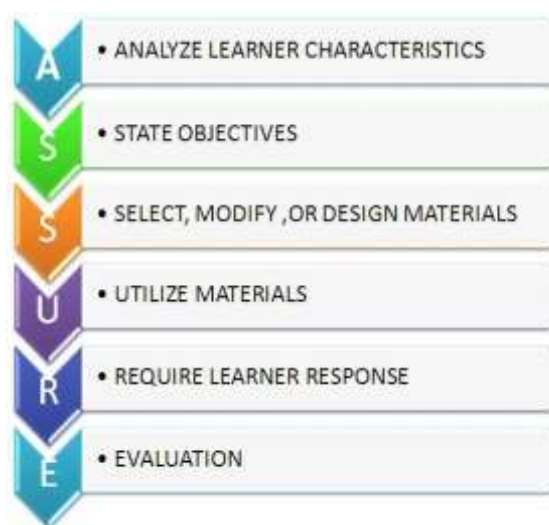 A
• ANALYZE LEARNER CHARACTERISTICS
S
• STATE OBJECTIVES
S
• SELECT, MODIFY ,OR DESIGN MATERIALS
U
• UTILIZE MATERIALS
R
• REQUIRE LEARNER RESPONSE
E
• EVALUATION